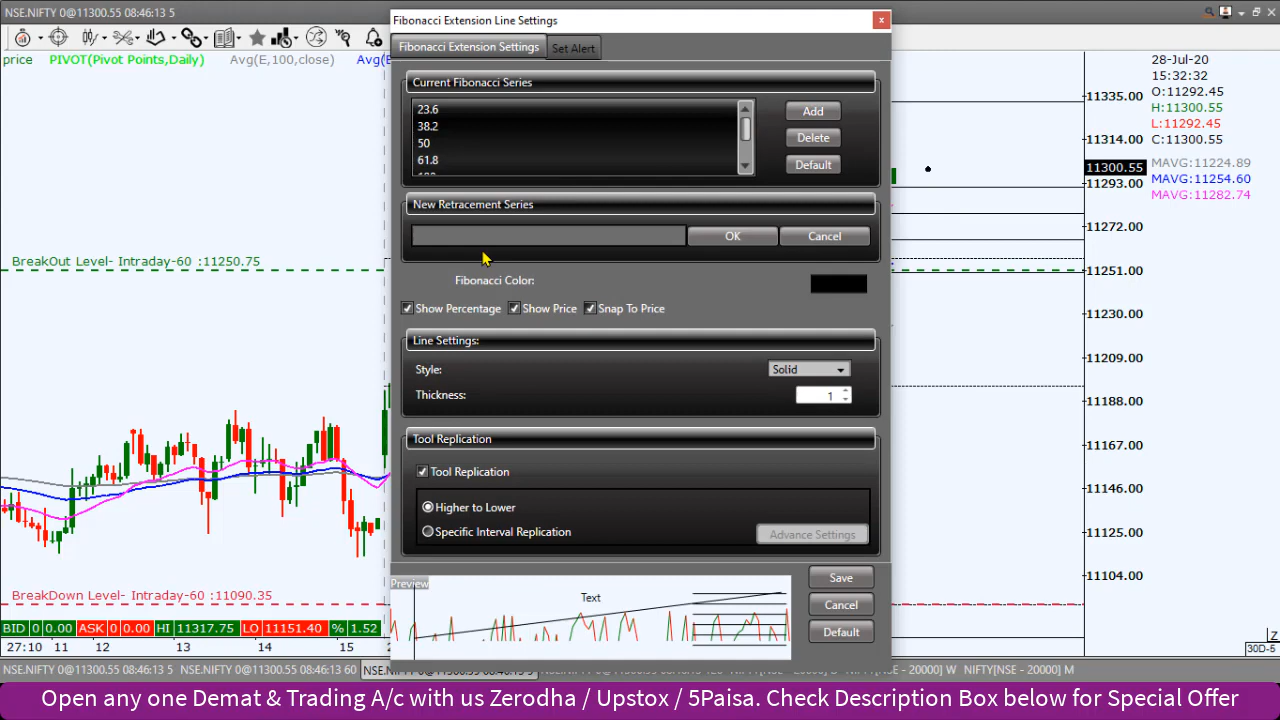 NSE.NIFTY 0@11300.55 08:46:13 5
price PIVOT(Pivot Points,Daily) Avg(E,100,close)
BreakOut Level- Intraday-60 :11250.75
BreakDown Level- Intraday-60 :11090.35
BID 0 0.00 ASK 0 0.00 HI 11317.75 LO 11151.40 % 1.52
27:10 11 12 13 14 15
Fibonacci Extension Line Settings
x
Fibonacci Extension Settings Set Alert
Current Fibonacci Series
23.6
38.2
50
61.8
Add
Delete
Default
New Retracement Series
OK Cancel
Fibonacci Color:
Show Percentage Show Price Snap To Price
Line Settings:
Style: Solid
Thickness: 1
Tool Replication
Tool Replication
Higher to Lower
Specific Interval Replication
Advance Settings
Preview
Text
Save
Cancel
Default
28-Jul-20
15:32:32
O:11292.45
H:11300.55
L:11292.45
C:11300.55
MAVG:11224.89
MAVG:11254.60
MAVG:11282.74
11335.00
11314.00
11300.55
11293.00
11272.00
11251.00
11230.00
11209.00
11188.00
11167.00
11146.00
11125.00
11104.00
Z
30D-5
NSE.NIFTY 0@11300.55 08:46:13 5 NSE.NIFTY 0@11300.55 08:46:13 60 W NIFTY[NSE - 20000] M
Open any one Demat & Trading A/c with us Zerodha / Upstox / 5Paisa. Check Description Box below for Special Offer